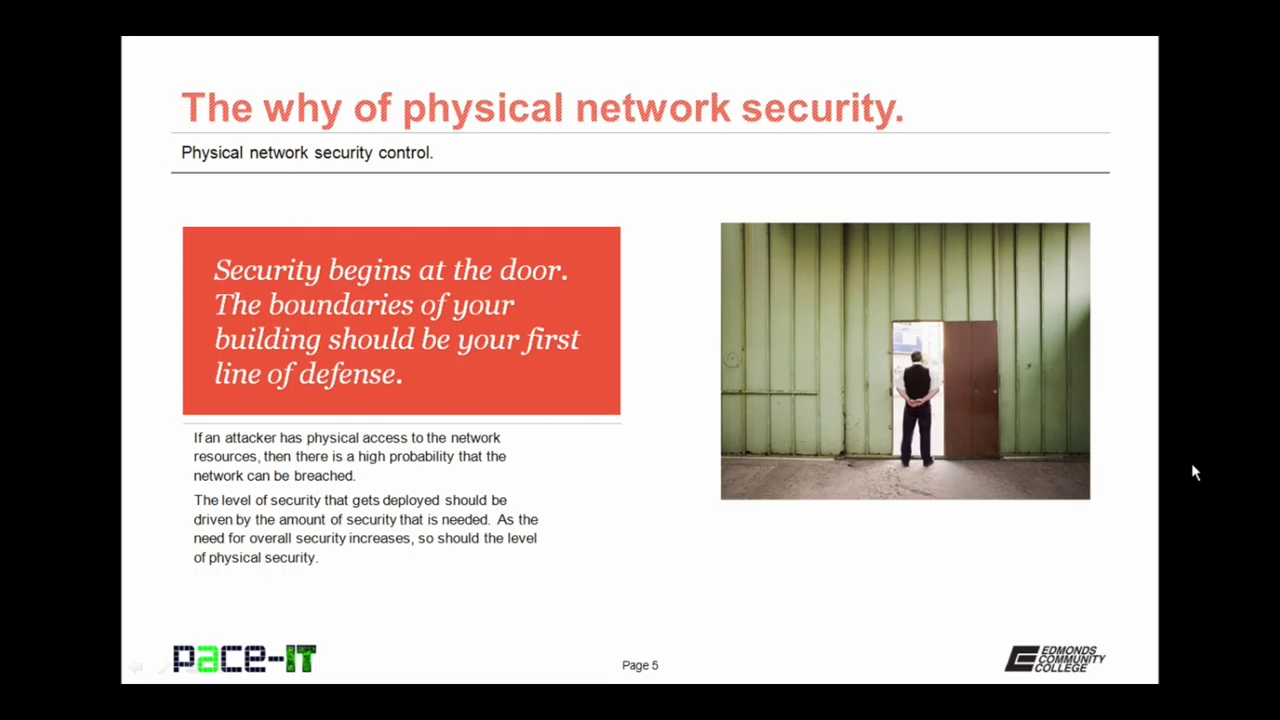 The why of physical network security.
Physical network security control.
Security begins at the door.
The boundaries of your
building should be your first
line of defense.
If an attacker has physical access to the network
resources, then there is a high probability that the
network can be breached.
The level of security that gets deployed should be
driven by the amount of security that is needed. As the
need for overall security increases, so should the level
of physical security.
pace-IT
Page 5
EDMONDS
COMMUNITY
COLLEGE